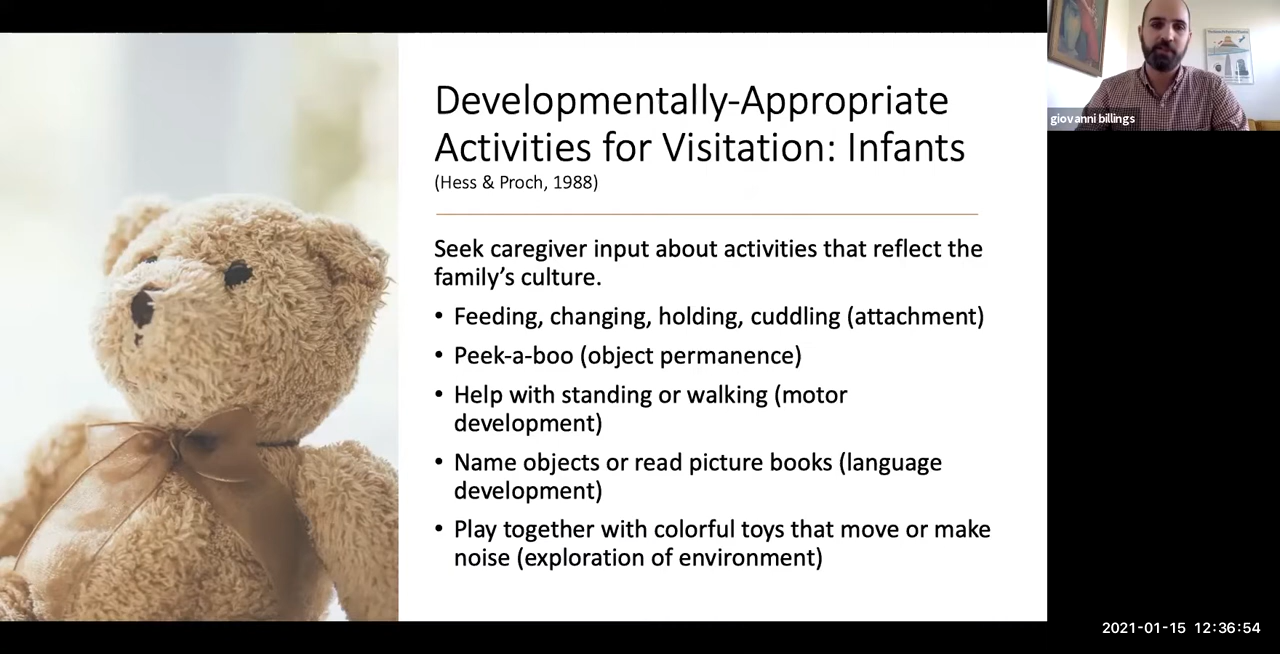 Developmentally-Appropriate
Activities for Visitation: Infants
(Hess & Proch, 1988)
Seek caregiver input about activities that reflect the
family's culture.
• Feeding, changing, holding, cuddling (attachment)
• Peek-a-boo (object permanence)
• Help with standing or walking (motor
development)
• Name objects or read picture books (language
development)
• Play together with colorful toys that move or make
noise (exploration of environment)
giovanni billings
2021-01-15 12:36:54